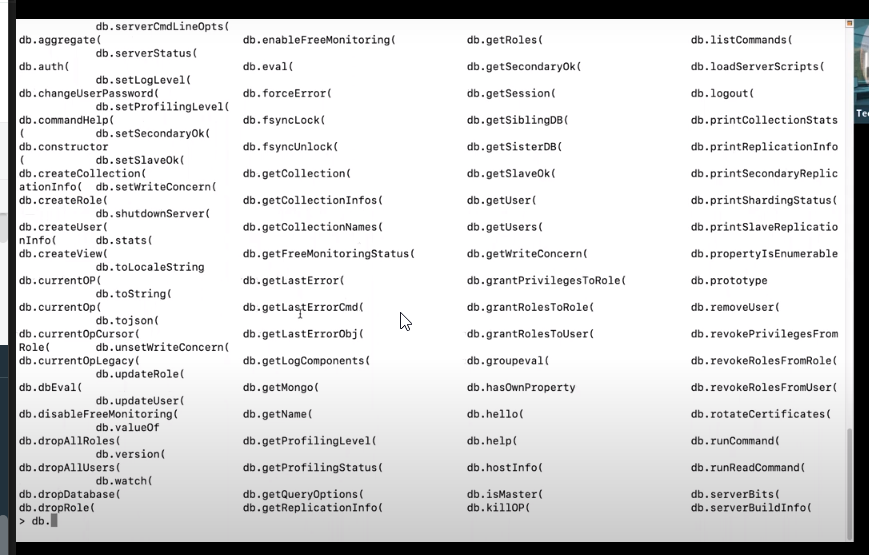 db.serverCmdLineOpts(
db.aggregate( db.enableFreeMonitoring( db.getRoles( db.listCommands(
db.serverStatus(
db.auth( db.eval( db.getSecondaryOk( db.loadServerScripts(
db.setLogLevel(
db.changeUserPassword( db.forceError( db.getSession( db.logout(
db.setProfilingLevel(
db.commandHelp( db.fsyncLock( db.getSiblingDB( db.printCollectionStats
( db.setSecondaryOk(
db.constructor db.fsyncUnlock( db.getSisterDB( db.printReplicationInfo
( db.setSlaveOk(
db.createCollection( db.getCollection( db.getSlaveOk( db.printSecondaryReplic
ationInfo( db.setWriteConcern(
db.createRole( db.getCollectionInfos( db.getUser( db.printShardingStatus(
db.shutdownServer(
db.createUser( db.getCollectionNames( db.getUsers( db.printSlaveReplicatio
nInfo( db.stats(
db.createView( db.getFreeMonitoringStatus( db.getWriteConcern( db.propertyIsEnumerable
db.toLocaleString
db.currentOP( db.getLastError( db.grantPrivilegesToRole( db.prototype
db.toString(
db.currentOp( db.getLastErrorCmd( db.grantRolesToRole( db.removeUser(
db.tojson(
db.currentOpCursor( db.getLastErrorObj( db.grantRolesToUser( db.revokePrivilegesFrom
Role( db.unsetWriteConcern(
db.currentOpLegacy( db.getLogComponents( db.groupeval( db.revokeRolesFromRole(
db.updateRole(
db.dbEval( db.getMongo( db.hasOwnProperty db.revokeRolesFromUser(
db.updateUser(
db.disableFreeMonitoring( db.getName( db.hello( db.rotateCertificates(
db.valueOf
db.dropAllRoles( db.getProfilingLevel( db.help( db.runCommand(
db.version(
db.dropAllUsers( db.getProfilingStatus( db.hostInfo( db.runReadCommand(
db.watch(
db.dropDatabase( db.getQueryOptions( db.isMaster( db.serverBits(
db.dropRole( db.getReplicationInfo( db.killOP( db.serverBuildInfo(
> db.